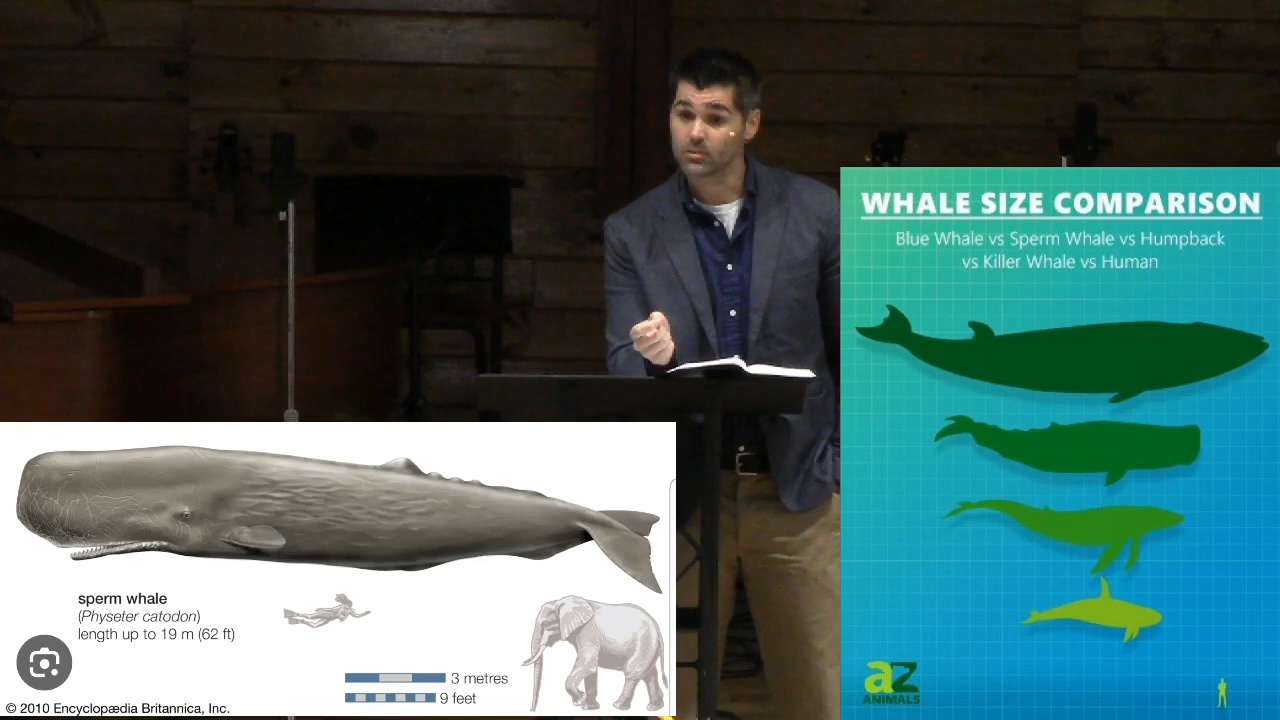 WHALE SIZE COMPARISON
Blue Whale vs Sperm Whale vs Humpback
vs Killer Whale vs Human
sperm whale
(Physeter catodon)
length up to 19 m (62 ft)
3 metres
9 feet
© 2010 Encyclopædia Britannica, Inc.
az
ANIMALS